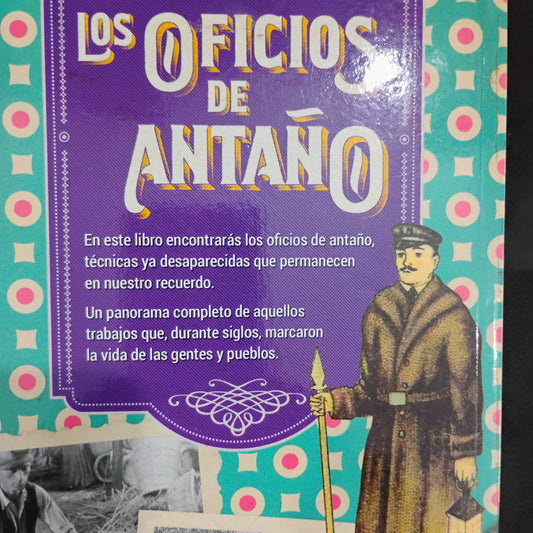 LOS OFICIOS
DE
ANTAÑO
En este libro encontrarás los oficios de antaño,
técnicas ya desaparecidas que permanecen
en nuestro recuerdo.
Un panorama completo de aquellos
trabajos que, durante siglos, marcaron
la vida de las gentes y pueblos.